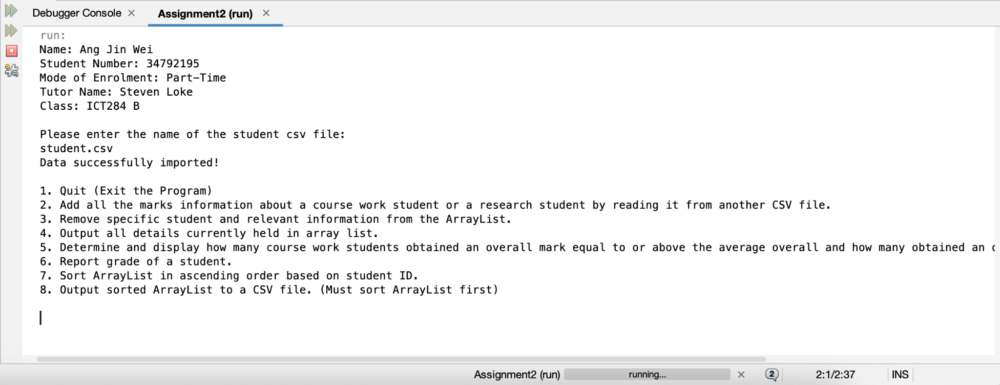 Debugger Console × Assignment2 (run) ×
run:
Name: Ang Jin Wei
Student Number: 34792195
Mode of Enrolment: Part-Time
Tutor Name: Steven Loke
Class: ICT284 B
Please enter the name of the student csv file:
student.csv
Data successfully imported!
1. Quit (Exit the Program)
2. Add all the marks information about a course work student or a research student by reading it from another CSV file.
3. Remove specific student and relevant information from the ArrayList.
4. Output all details currently held in array list.
5. Determine and display how many course work students obtained an overall mark equal to or above the average overall and how many obtained an
6. Report grade of a student.
7. Sort ArrayList in ascending order based on student ID.
8. Output sorted ArrayList to a CSV file. (Must sort ArrayList first)
Assignment2 (run) running... × 2 2:1/2:37 INS